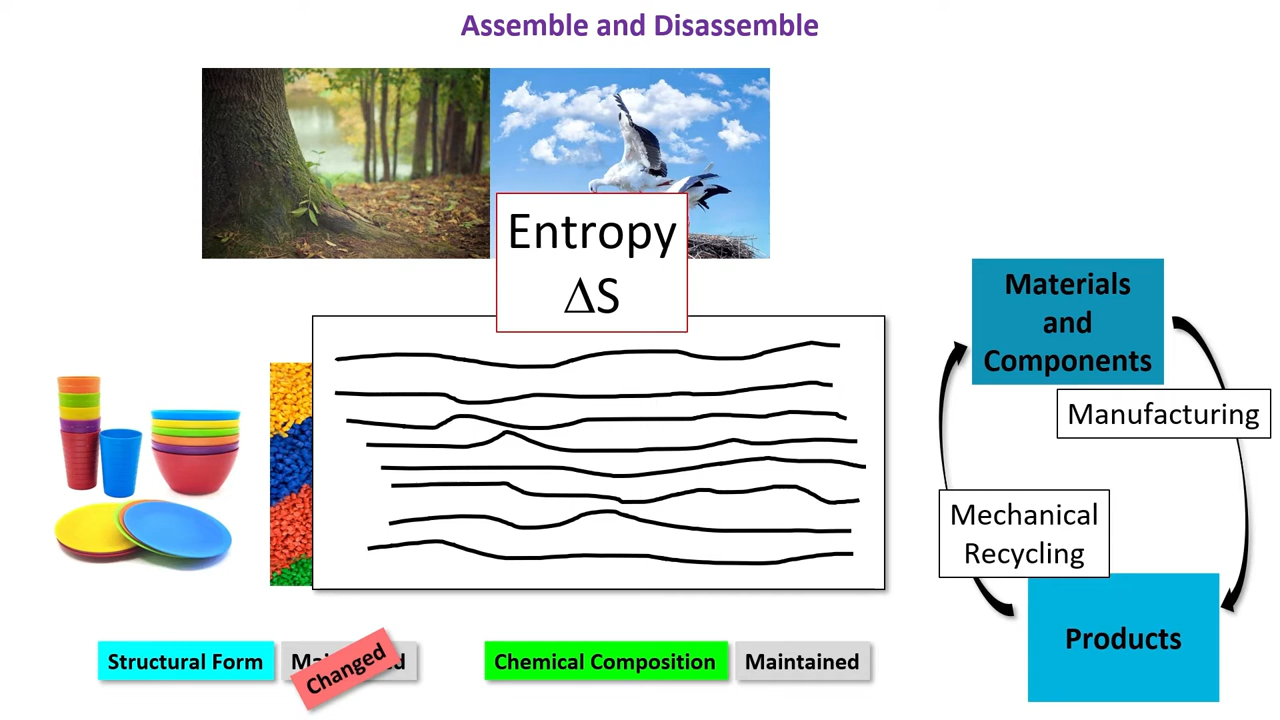 Assemble and Disassemble
Entropy
ΔS
Materials
and
Components
Manufacturing
Mechanical
Recycling
Products
Structural Form
Changed
Chemical Composition
Maintained